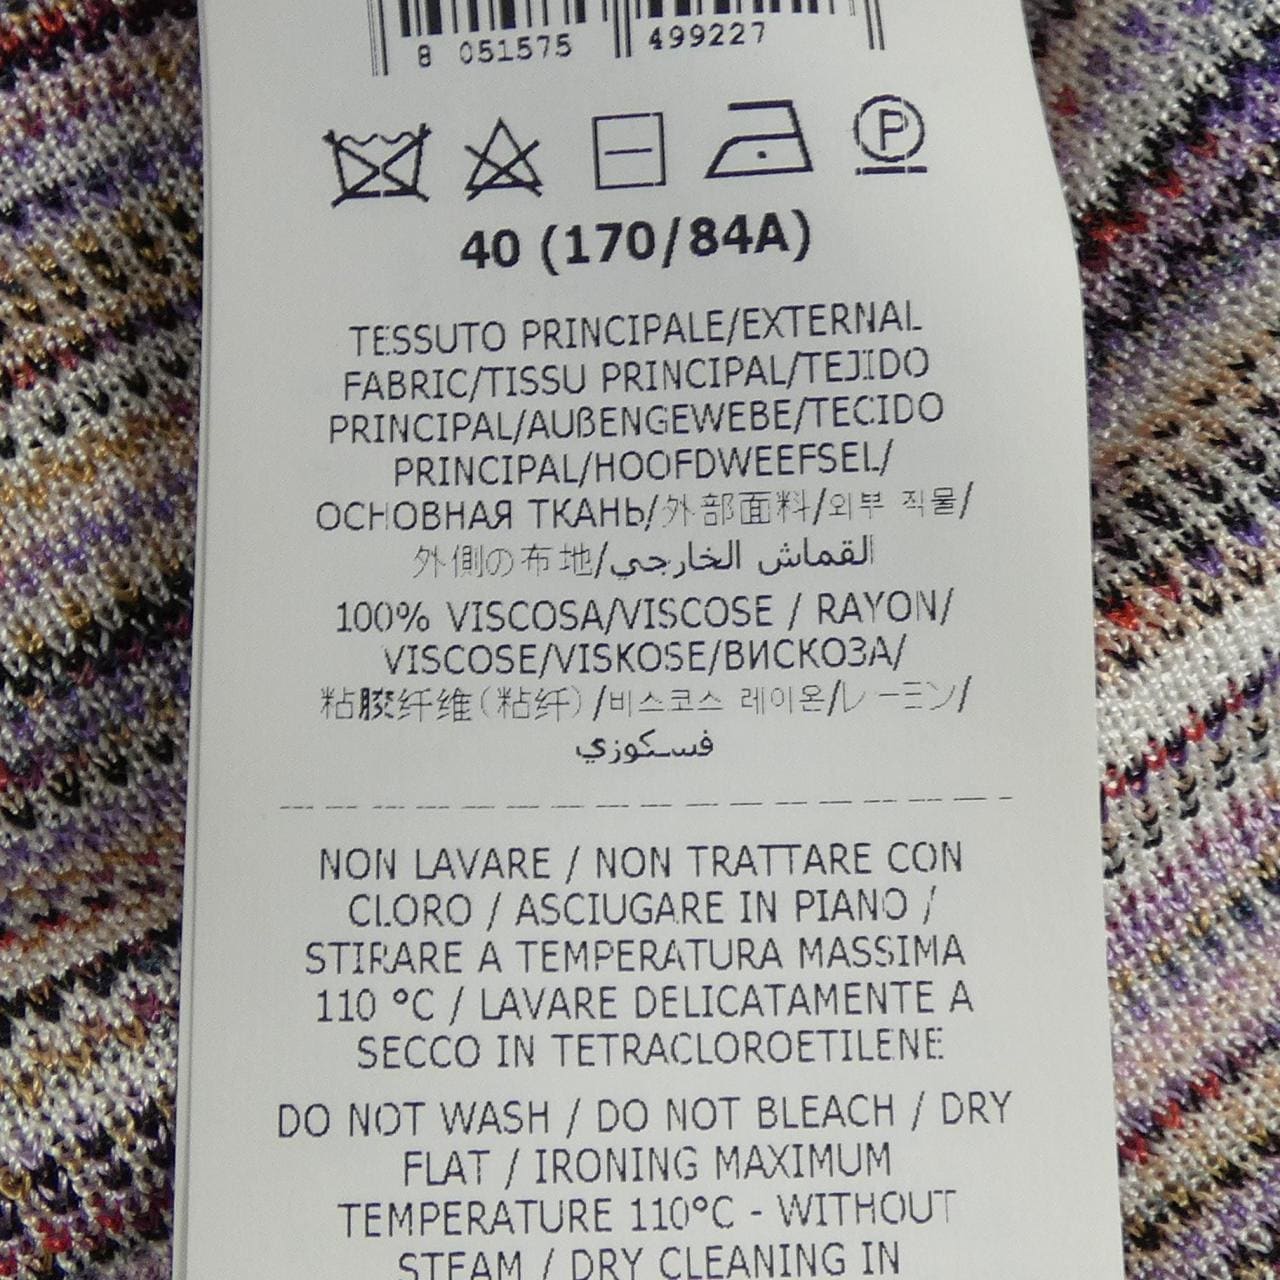 8 051575 499227
P
40 (170/84A)
TESSUTO PRINCIPALE/EXTERNAL
FABRIC/TISSU PRINCIPAL/TEJIDO
PRINCIPAL/AUßENGEWEBE/TECIDO
PRINCIPAL/HOOFDWEEFSEL/
ОСНОВНАЯ ТКАНЬ/外部面料/외부 직물/
外側の布地/القماش الخارجي
100% VISCOSA/VISCOSE / RAYON/
VISCOSE/VISKOSE/ВИСКОЗА/
粘胶纤维(粘纤)/비스코스 레이온/レーヨン/
فسكوزي
NON LAVARE / NON TRATTARE CON
CLORO / ASCIUGARE IN PIANO /
STIRARE A TEMPERATURA MASSIMA
110 °C / LAVARE DELICATAMENTE A
SECCO IN TETRACLOROETILENE
DO NOT WASH / DO NOT BLEACH / DRY
FLAT / IRONING MAXIMUM
TEMPERATURE 110°C - WITHOUT
STEAM / DRY CLEANING IN